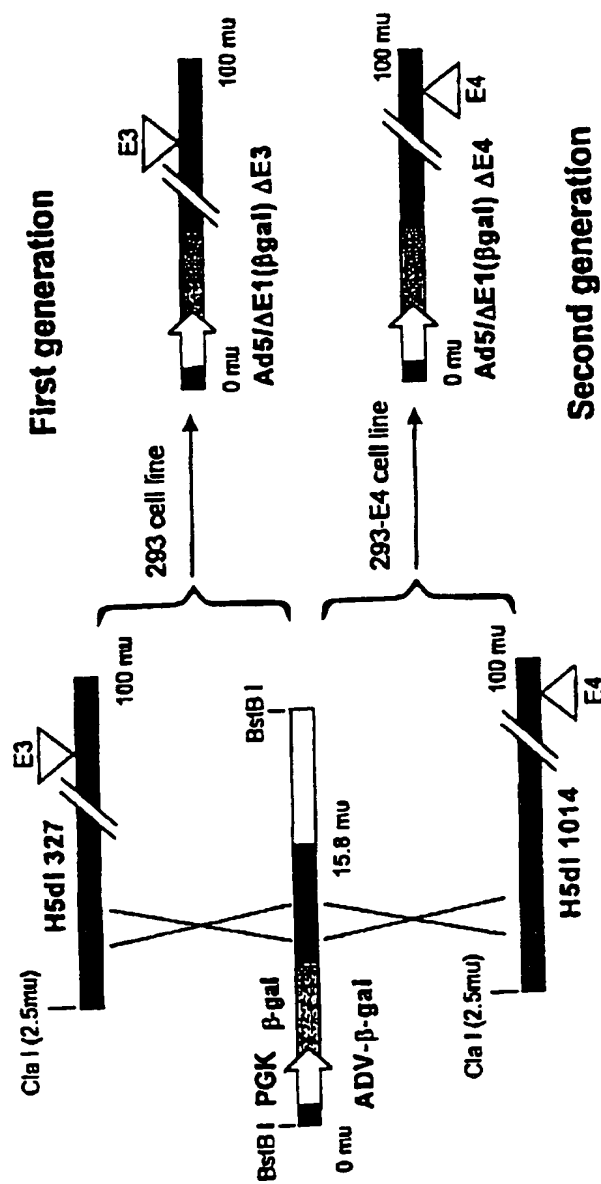 First generation
E3
Cla I (2.5mu)
H5dl 327
100 mu
293 cell line
E3
0 mu
100 mu
Ad5/ΔE1(βgal) ΔE3
BstB I
PGK
β-gal
BstB I
0 mu
ADV-β-gal
15.8 mu
293-E4 cell line
0 mu
100 mu
E4
Ad5/ΔE1(βgal) ΔE4
Cla I (2.5mu)
100 mu
E4
H5dl 1014
Second generation